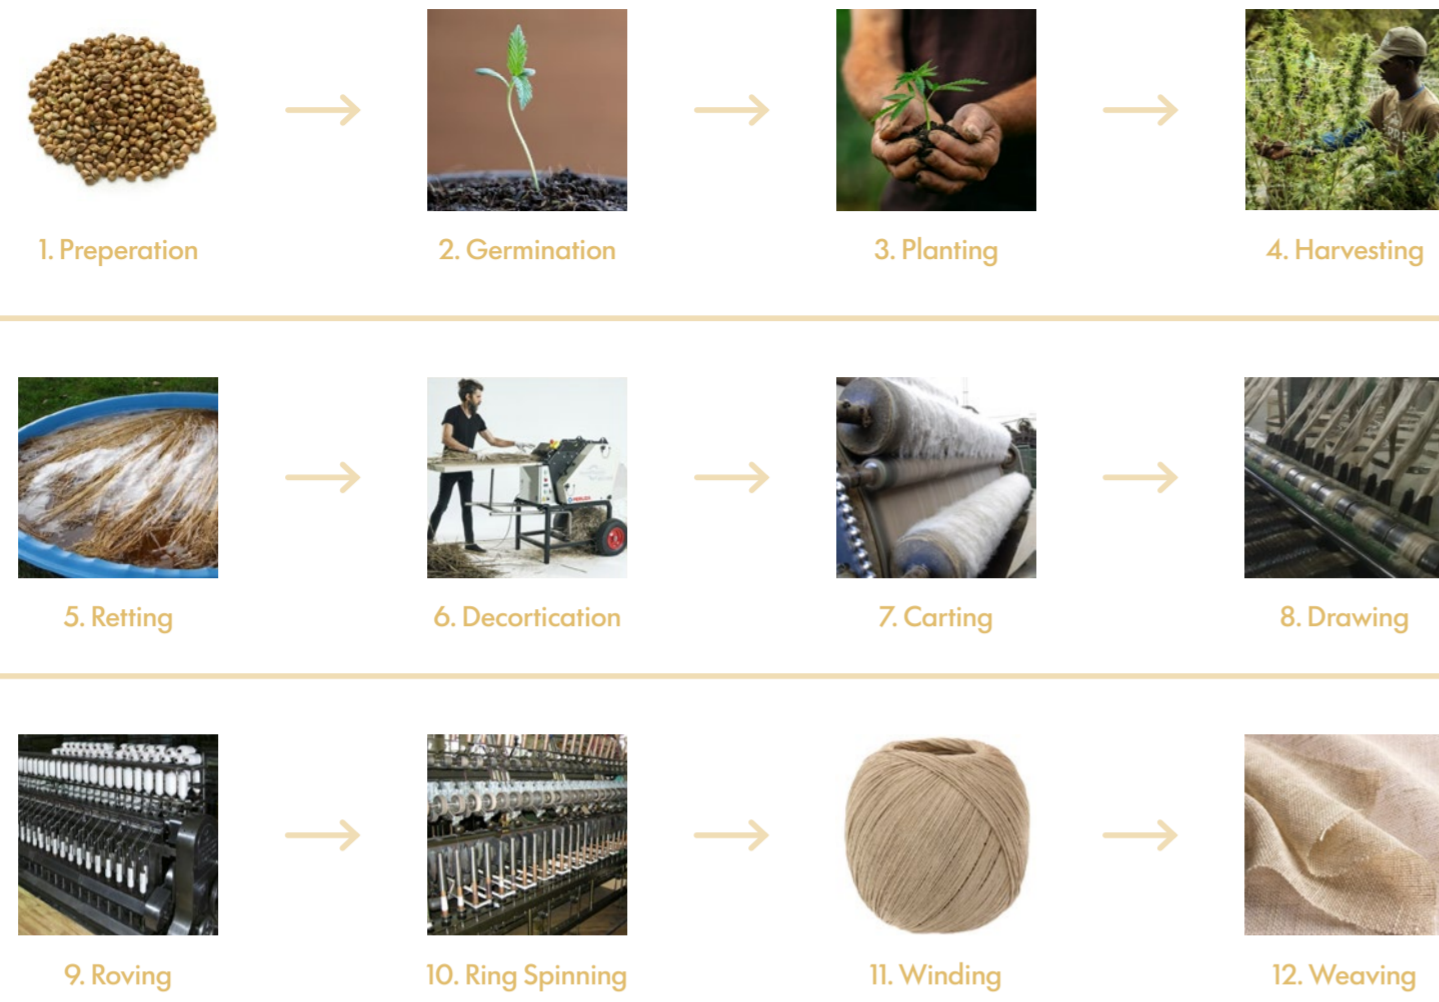 1. Preperation
2. Germination
3. Planting
4. Harvesting
5. Retting
6. Decortication
7. Carting
8. Drawing
9. Roving
10. Ring Spinning
11. Winding
12. Weaving